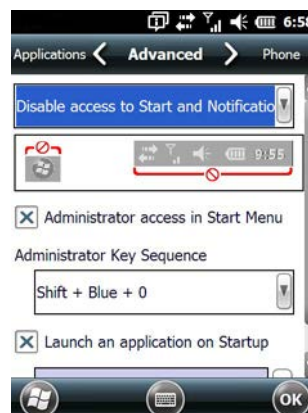 6:58
Applications Advanced Phone
Disable access to Start and Notificatio
9:55
Administrator access in Start Menu
Administrator Key Sequence
Shift + Blue + 0
Launch an application on Startup
OK